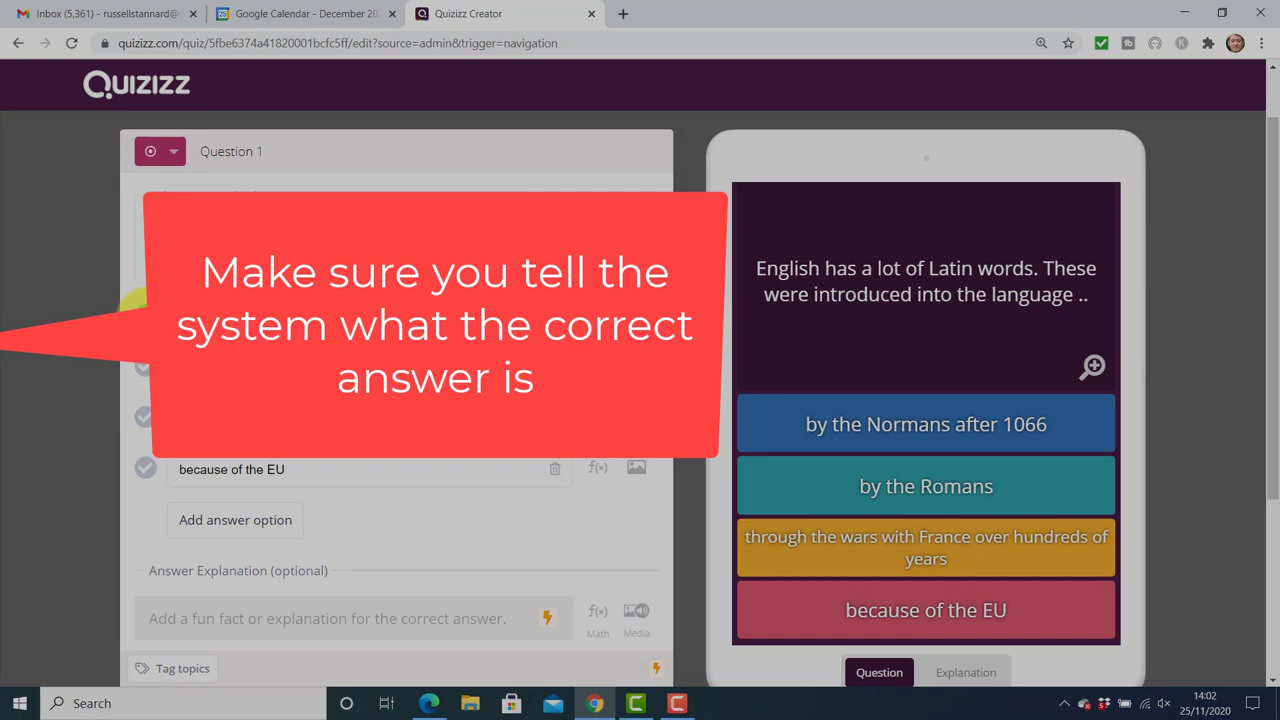 Inbox (5,361) - russellstannard@
Google Calendar - December 202
Quizizz Creator
quizizz.com/quiz/5fbe6374a41820001bcfc5ff/edit?source=admin&trigger=navigation
QUIZIZZ
Question 1
Make sure you tell the
system what the correct
answer is
because of the EU
f(x)
Add answer option
Answer Explanation (optional)
Add a fun fact or explanation for the correct answer.
f(x)
Math
Media
Tag topics
English has a lot of Latin words. These
were introduced into the language ..
by the Normans after 1066
by the Romans
through the wars with France over hundreds of
years
because of the EU
Question
Explanation
Search
14:02
25/11/2020